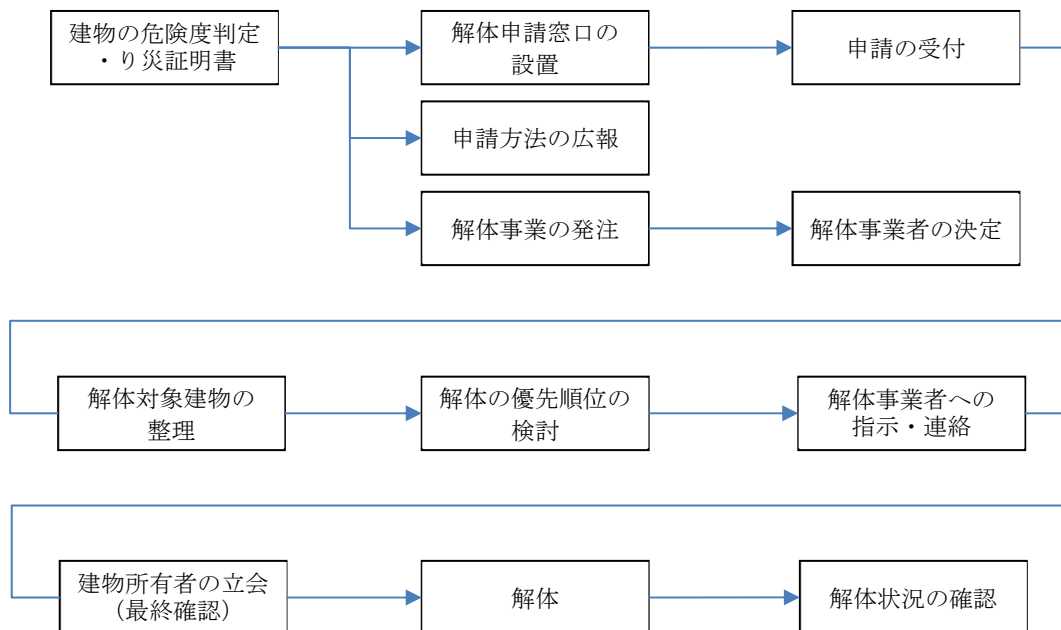 建物の危険度判定
・り災証明書
解体申請窓口の
設置
申請の受付
申請方法の広報
解体事業の発注
解体事業者の決定
解体対象建物の
整理
解体の優先順位の
検討
解体事業者への
指示・連絡
建物所有者の立会
（最終確認）
解体
解体状況の確認